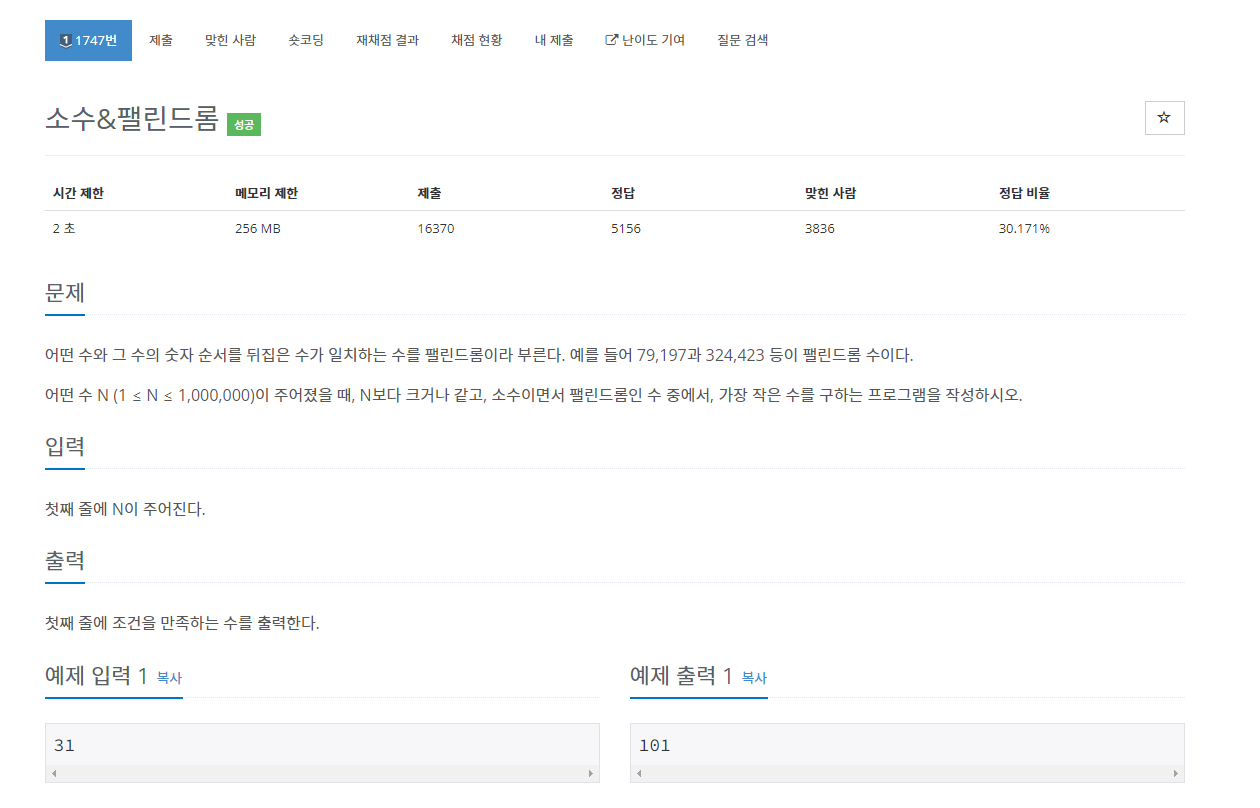 1 1747번 제출 맞힌 사람 숏코딩 재채점 결과 채점 현황 내 제출 난이도 기여 질문 검색
소수&팰린드롬 성공
시간 제한 메모리 제한 제출 정답 맞힌 사람 정답 비율
2 초 256 MB 16370 5156 3836 30.171%
문제
어떤 수와 그 수의 숫자 순서를 뒤집은 수가 일치하는 수를 팰린드롬이라 부른다. 예를 들어 79,197과 324,423 등이 팰린드롬 수이다.
어떤 수 N (1 ≤ N ≤ 1,000,000)이 주어졌을 때, N보다 크거나 같고, 소수이면서 팰린드롬인 수 중에서, 가장 작은 수를 구하는 프로그램을 작성하시오.
입력
첫째 줄에 N이 주어진다.
출력
첫째 줄에 조건을 만족하는 수를 출력한다.
예제 입력 1 복사
31
예제 출력 1 복사
101